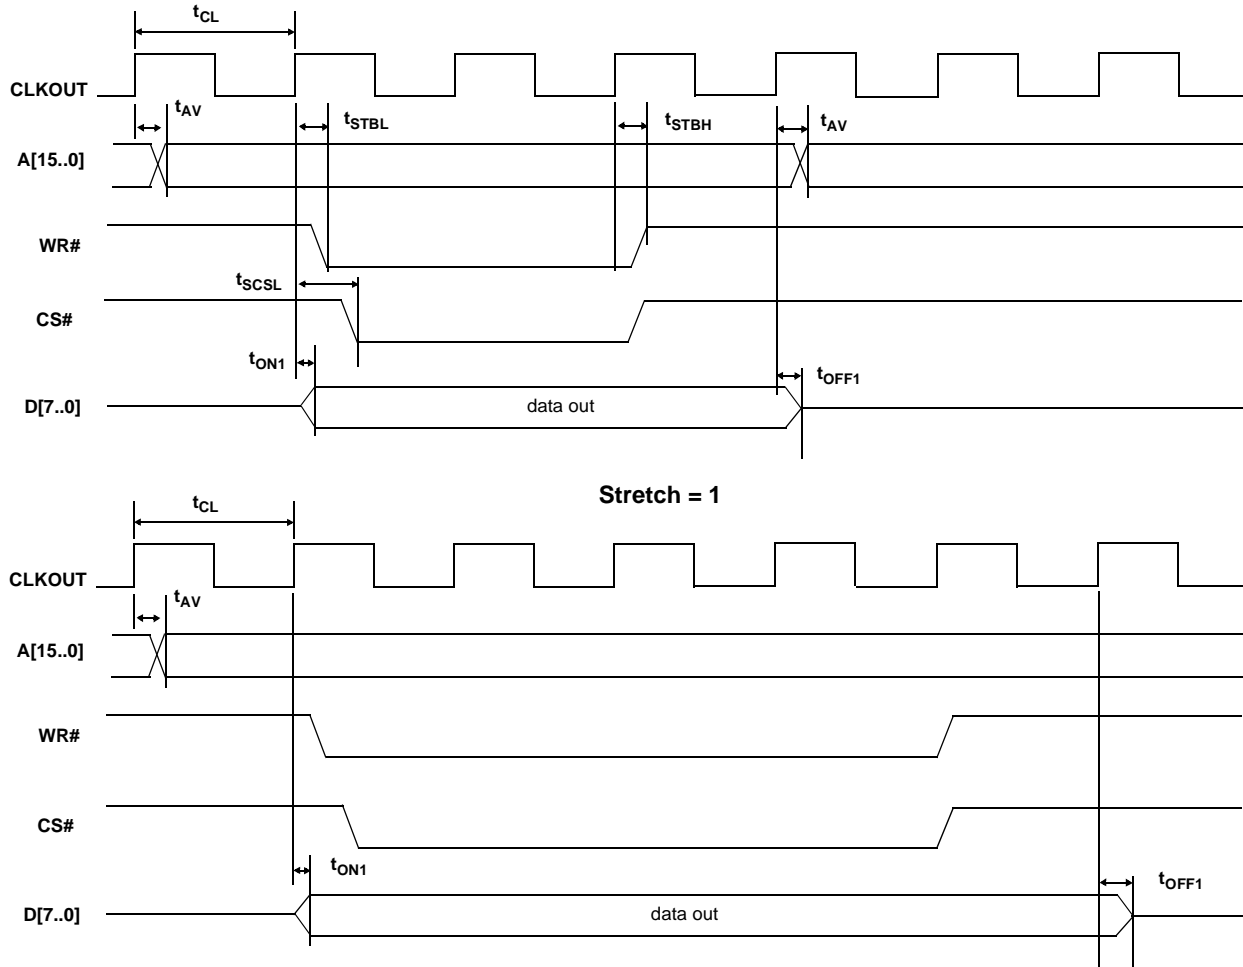 tCL
CLKOUT
tAV
tSTBL
tSTBH
tAV
A[15..0]
WR#
tSCSL
CS#
tON1
tOFF1
D[7..0]
data out
Stretch = 1
tCL
CLKOUT
tAV
A[15..0]
WR#
CS#
tON1
tOFF1
D[7..0]
data out